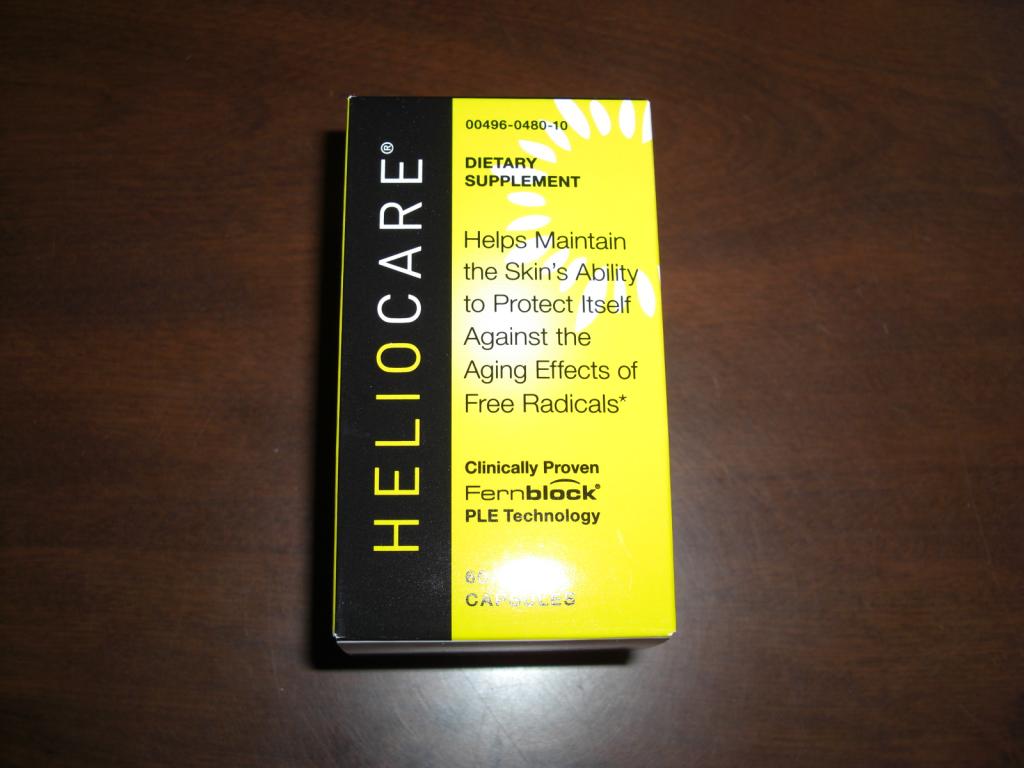 HELIOCARE®
00496-0480-10
DIETARY
SUPPLEMENT
Helps Maintain
the Skin's Ability
to Protect Itself
Against the
Aging Effects of
Free Radicals*
Clinically Proven
Fernblock®
PLE Technology
CAPSULES